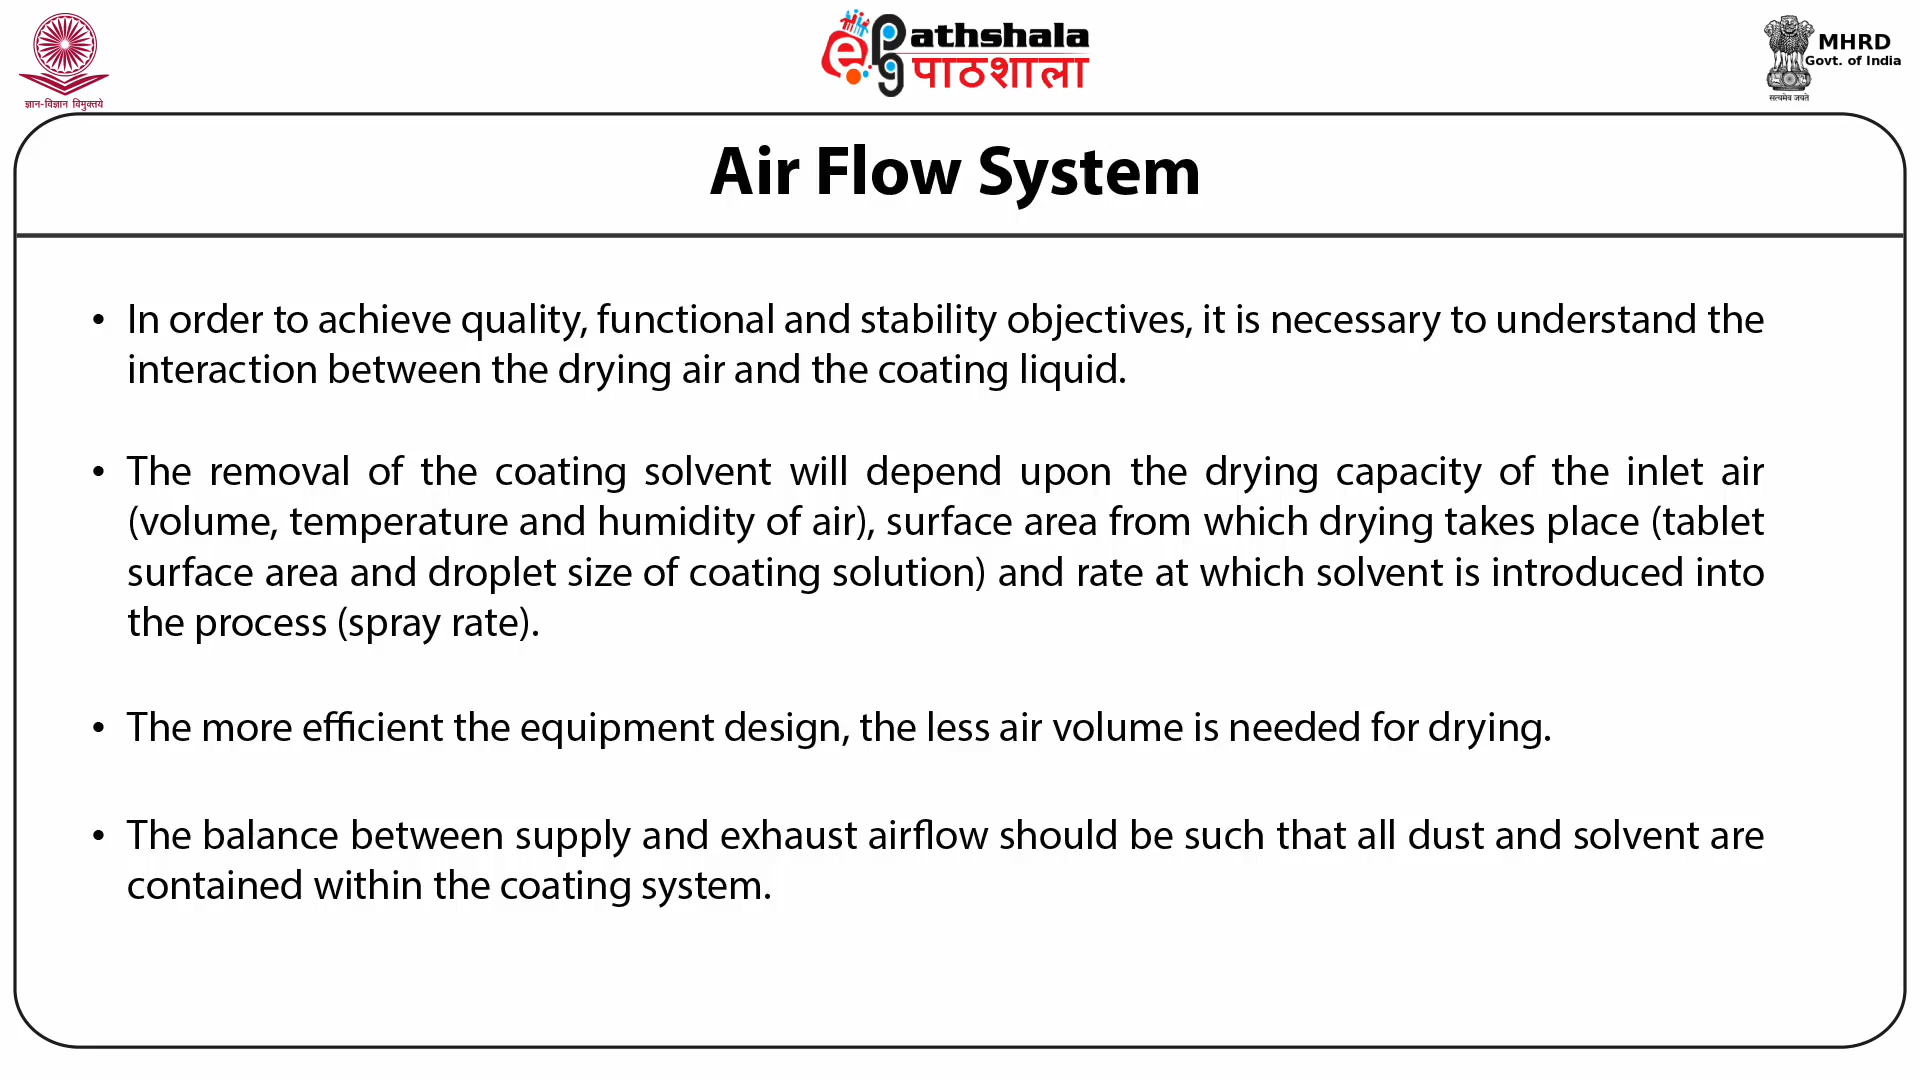 ज्ञान-विज्ञान विमुक्तये
e PG athshala
पाठशाला
MHRD
Govt. of India
सत्यमेव जयते
Air Flow System
• In order to achieve quality, functional and stability objectives, it is necessary to understand the
interaction between the drying air and the coating liquid.
• The removal of the coating solvent will depend upon the drying capacity of the inlet air
(volume, temperature and humidity of air), surface area from which drying takes place (tablet
surface area and droplet size of coating solution) and rate at which solvent is introduced into
the process (spray rate).
• The more efficient the equipment design, the less air volume is needed for drying.
• The balance between supply and exhaust airflow should be such that all dust and solvent are
contained within the coating system.